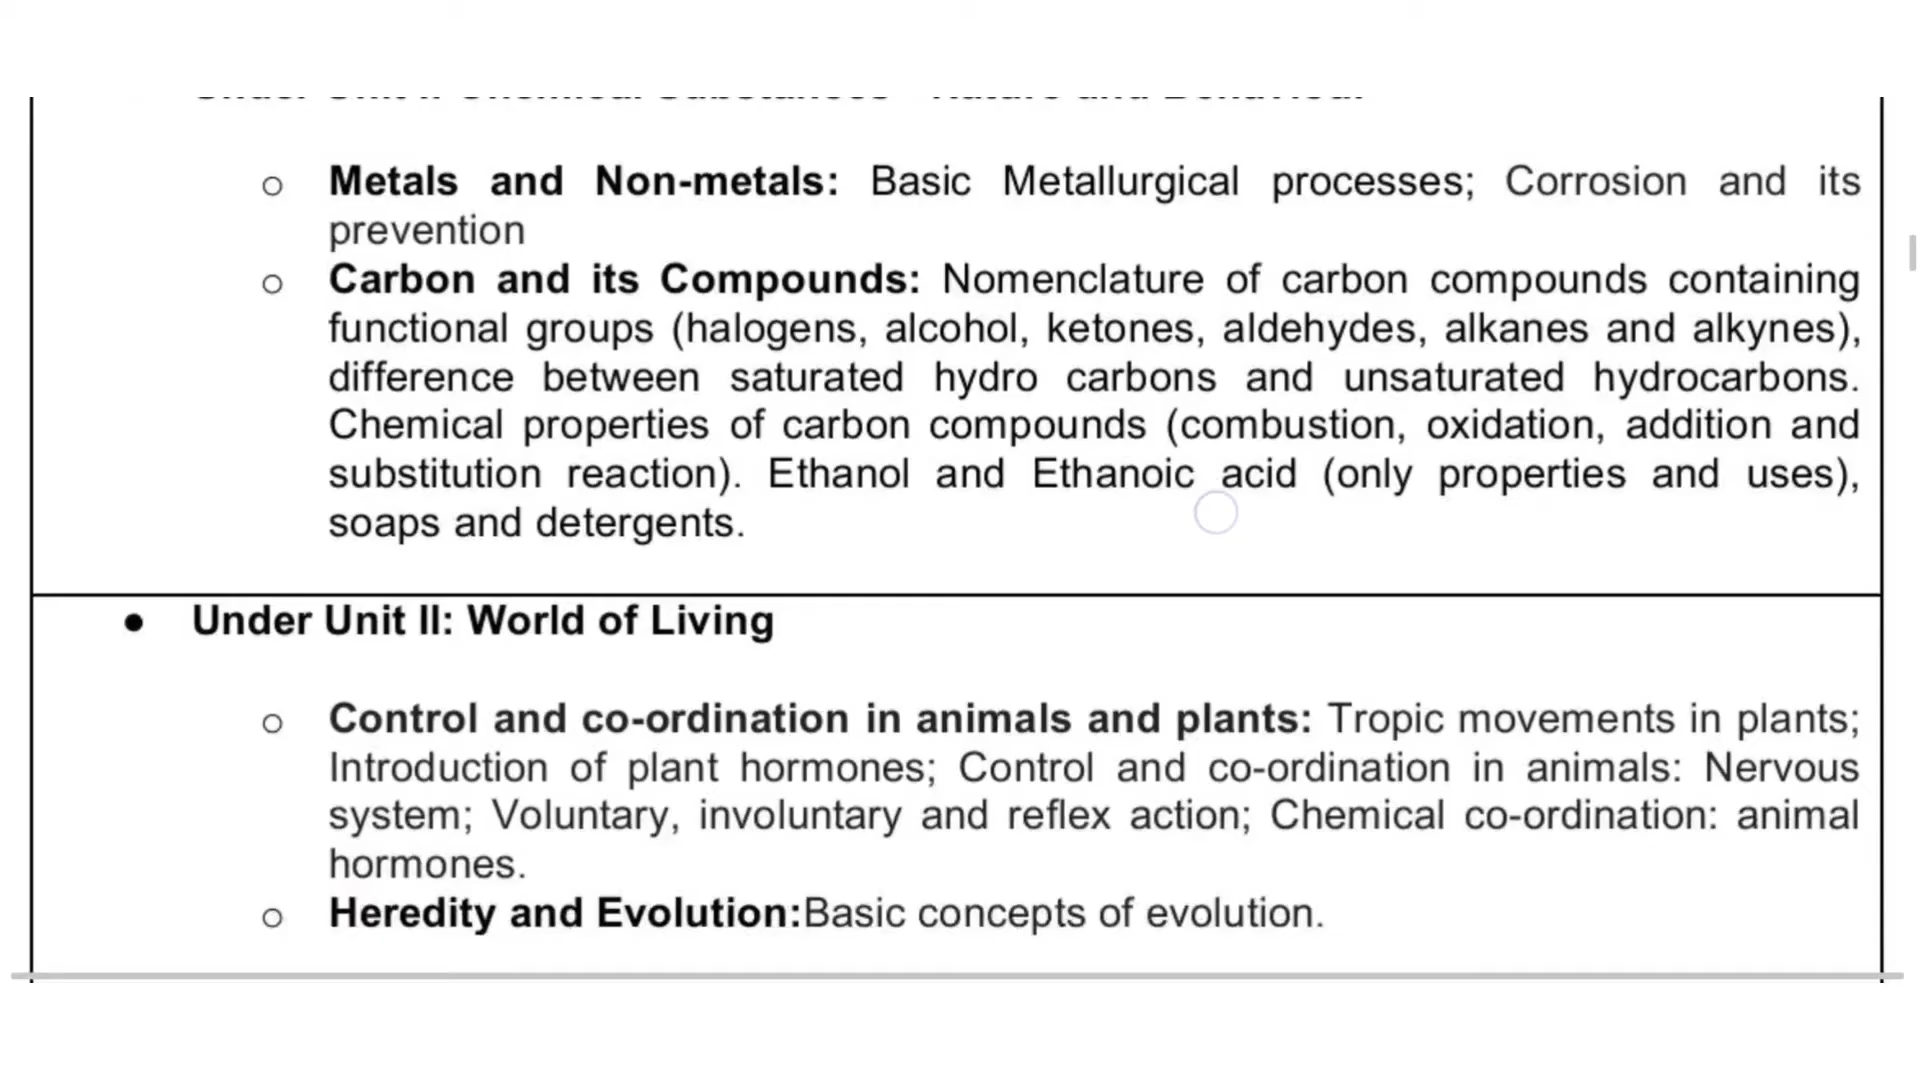 Metals and Non-metals: Basic Metallurgical processes; Corrosion and its
prevention
Carbon and its Compounds: Nomenclature of carbon compounds containing
functional groups (halogens, alcohol, ketones, aldehydes, alkanes and alkynes),
difference between saturated hydro carbons and unsaturated hydrocarbons.
Chemical properties of carbon compounds (combustion, oxidation, addition and
substitution reaction). Ethanol and Ethanoic acid (only properties and uses),
soaps and detergents.
Under Unit II: World of Living
Control and co-ordination in animals and plants: Tropic movements in plants;
Introduction of plant hormones; Control and co-ordination in animals: Nervous
system; Voluntary, involuntary and reflex action; Chemical co-ordination: animal
hormones.
Heredity and Evolution:Basic concepts of evolution.